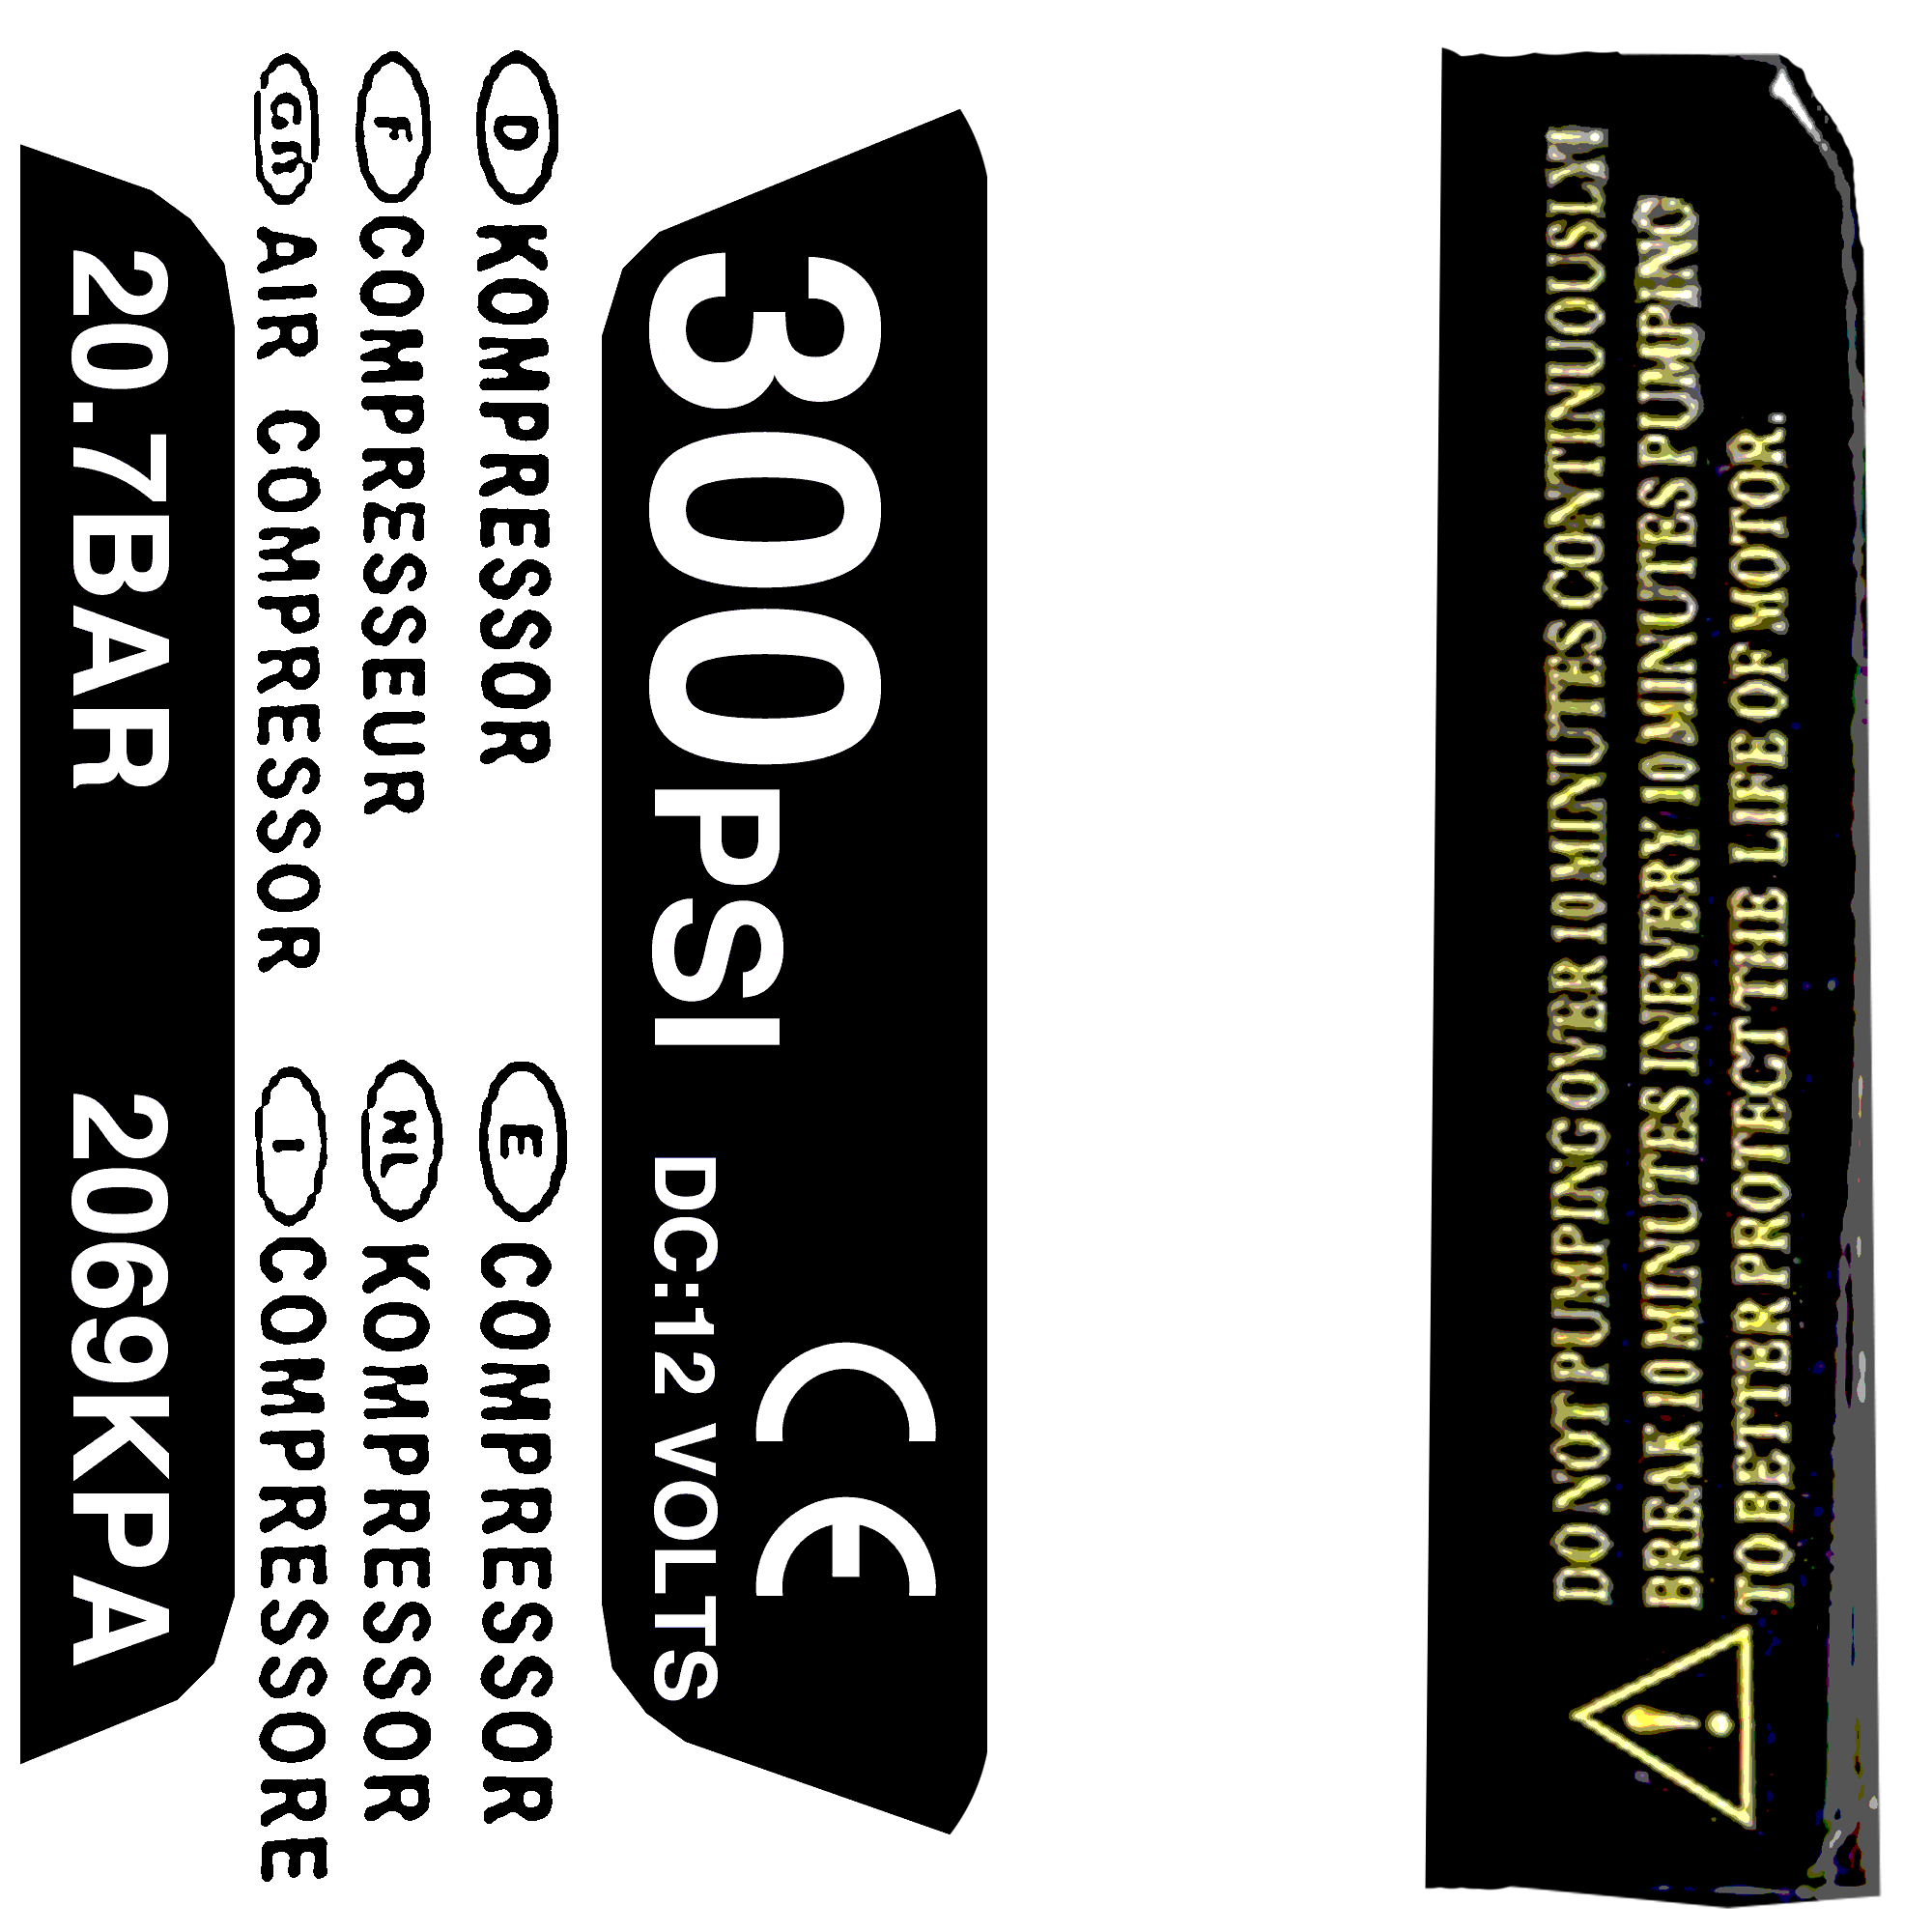 300PSI CE
DC:12 VOLTS
D KOMPRESSOR E COMPRESSOR
F COMPRESSEUR NL KOMPRESSOR
AIR COMPRESSOR I COMPRESSORE
20.7BAR 2069KPA
DO NOT PUMPING OVER 10 MINUTES CONTINUOUSLY
BREAK 10 MINUTES IN EVERY 10 MINUTES PUMPING
TO BETTER PROTECT THE LIFE OF MOTOR.